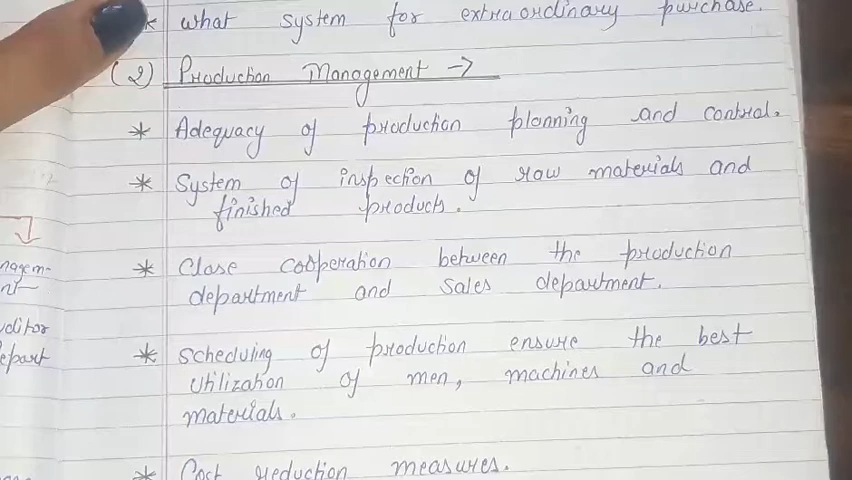 * what system for extraordinary purchase.
(2) Production Management →
* Adequacy of production planning and control.
* System of inspection of raw materials and
finished products.
* Close cooperation between the production
department and sales department.
* Scheduling of production ensure the best
utilization of men, machines and
materials.
* Cost reduction measures.